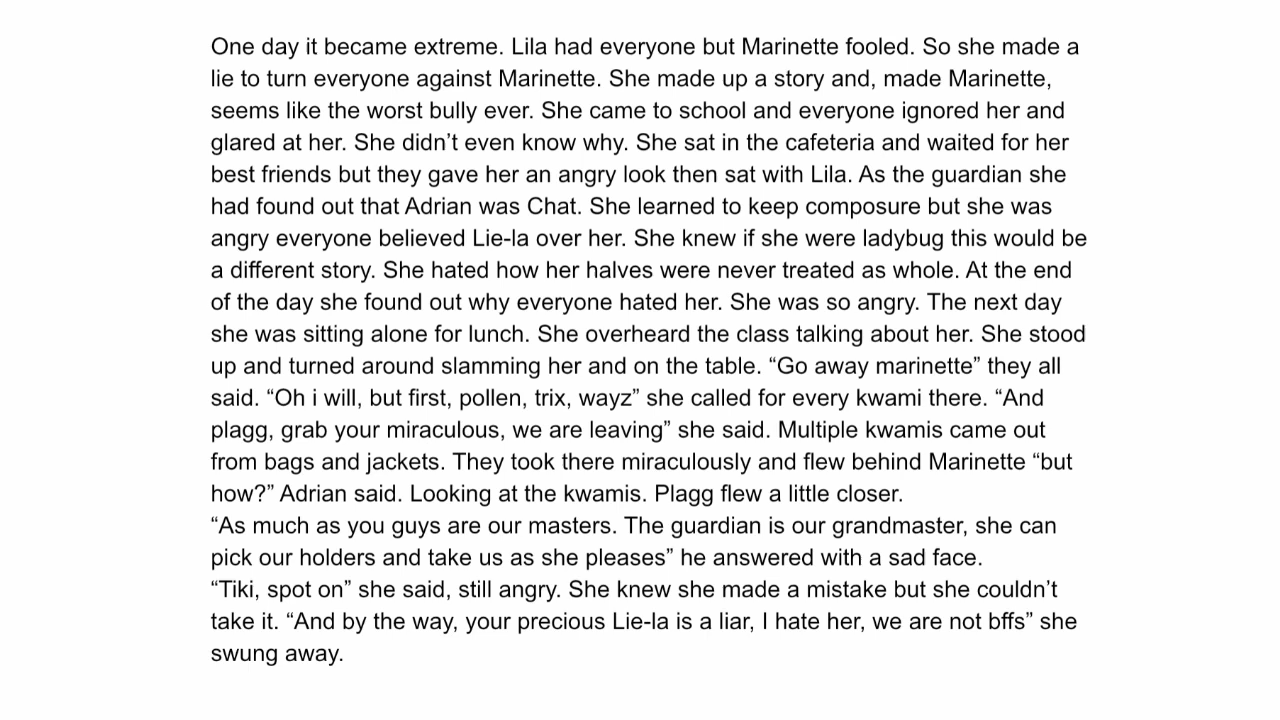 One day it became extreme. Lila had everyone but Marinette fooled. So she made a
lie to turn everyone against Marinette. She made up a story and, made Marinette,
seems like the worst bully ever. She came to school and everyone ignored her and
glared at her. She didn’t even know why. She sat in the cafeteria and waited for her
best friends but they gave her an angry look then sat with Lila. As the guardian she
had found out that Adrian was Chat. She learned to keep composure but she was
angry everyone believed Lie-la over her. She knew if she were ladybug this would be
a different story. She hated how her halves were never treated as whole. At the end
of the day she found out why everyone hated her. She was so angry. The next day
she was sitting alone for lunch. She overheard the class talking about her. She stood
up and turned around slamming her and on the table. “Go away marinette” they all
said. “Oh i will, but first, pollen, trix, wayz” she called for every kwami there. “And
plagg, grab your miraculous, we are leaving” she said. Multiple kwamis came out
from bags and jackets. They took there miraculously and flew behind Marinette “but
how?” Adrian said. Looking at the kwamis. Plagg flew a little closer.
“As much as you guys are our masters. The guardian is our grandmaster, she can
pick our holders and take us as she pleases” he answered with a sad face.
“Tiki, spot on” she said, still angry. She knew she made a mistake but she couldn’t
take it. “And by the way, your precious Lie-la is a liar, I hate her, we are not bffs” she
swung away.